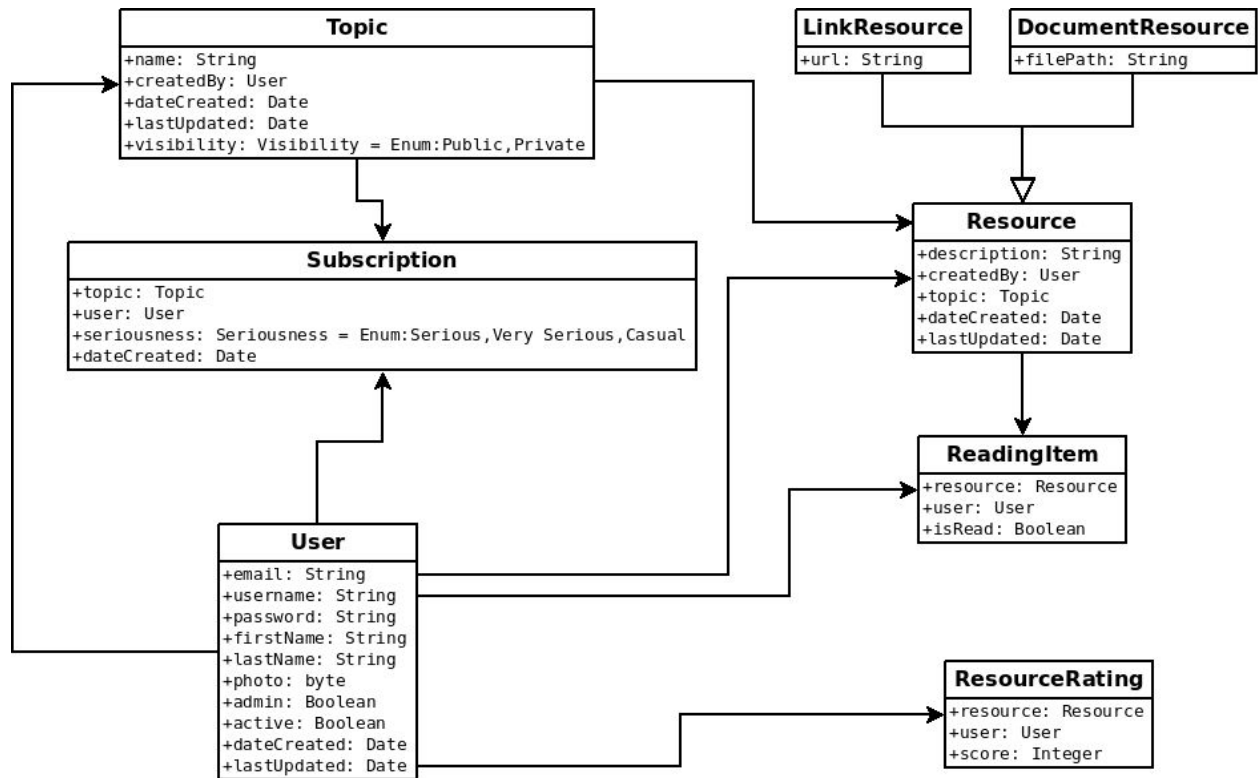 Topic
+name: String
+createdBy: User
+dateCreated: Date
+lastUpdated: Date
+visibility: Visibility = Enum:Public,Private
LinkResource
+url: String
DocumentResource
+filePath: String
Subscription
+topic: Topic
+user: User
+seriousness: Seriousness = Enum:Serious,Very Serious,Casual
+dateCreated: Date
Resource
+description: String
+createdBy: User
+topic: Topic
+dateCreated: Date
+lastUpdated: Date
ReadingItem
+resource: Resource
+user: User
+isRead: Boolean
User
+email: String
+username: String
+password: String
+firstName: String
+lastName: String
+photo: byte
+admin: Boolean
+active: Boolean
+dateCreated: Date
+lastUpdated: Date
ResourceRating
+resource: Resource
+user: User
+score: Integer